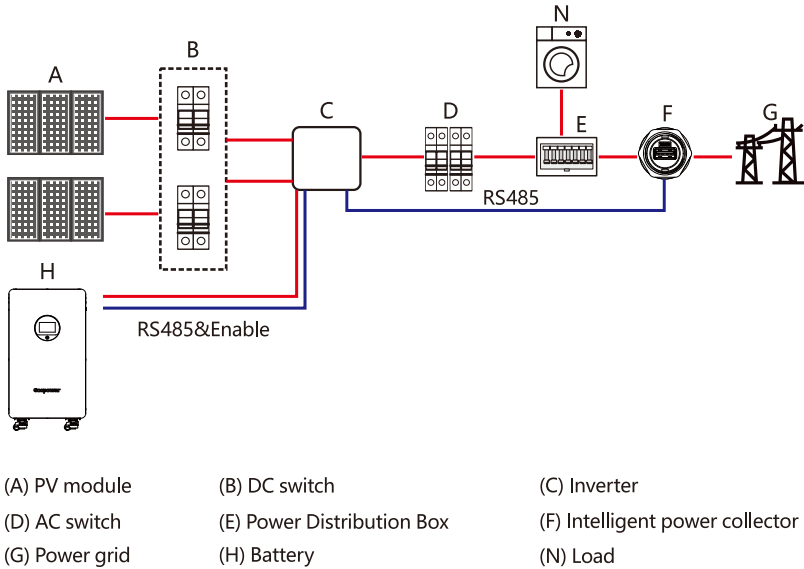 N
B
A
C
D
E
F
G
RS485
H
RS485&Enable
(A) PV module
(B) DC switch
(C) Inverter
(D) AC switch
(E) Power Distribution Box
(F) Intelligent power collector
(G) Power grid
(H) Battery
(N) Load